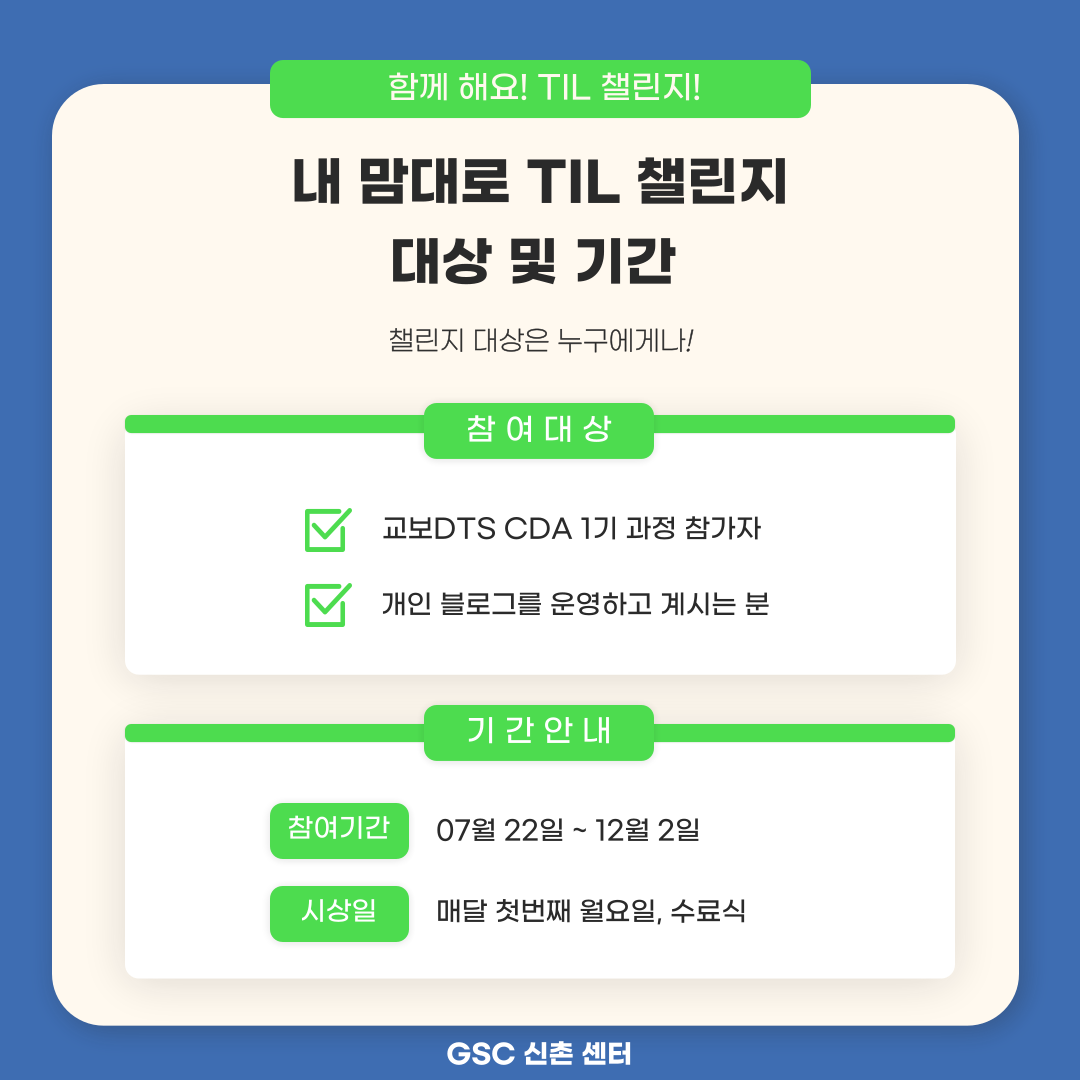 함께 해요! TIL 챌린지!
내 맘대로 TIL 챌린지
대상 및 기간
챌린지 대상은 누구에게나!
참여대상
교보DTS CDA 1기 과정 참가자
개인 블로그를 운영하고 계시는 분
기간안내
참여기간 07월 22일 ~ 12월 2일
시상일 매달 첫번째 월요일, 수료식
GSC 신촌 센터